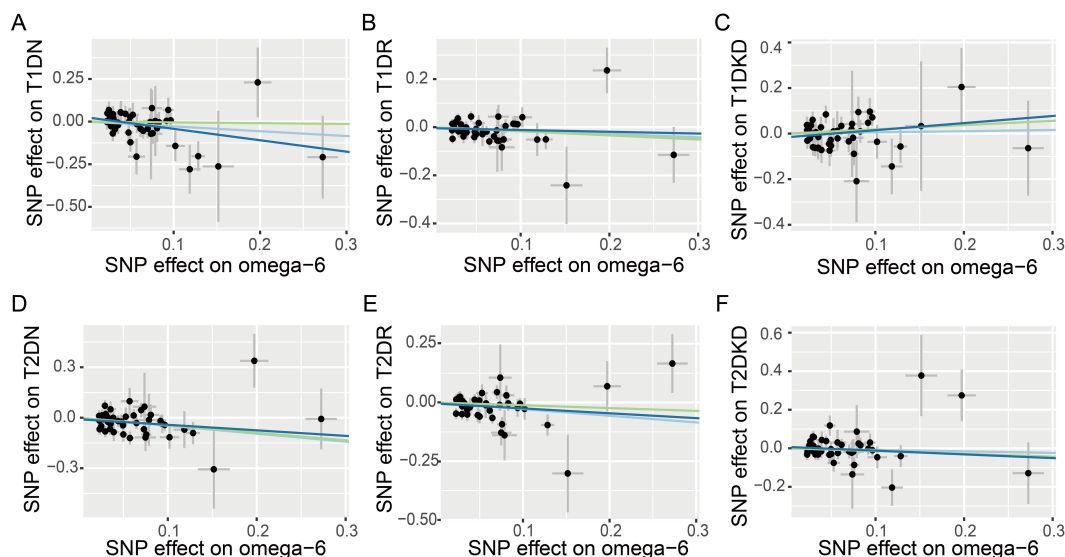 A
SNP effect on T1DN
0.25
0.00
−0.25
−0.50
0.1
0.2
0.3
SNP effect on omega−6
B
SNP effect on T1DR
0.2
0.0
−0.2
−0.4
0.1
0.2
0.3
SNP effect on omega−6
C
SNP effect on T1DKD
0.4
0.2
0.0
−0.2
−0.4
0.1
0.2
0.3
SNP effect on omega−6
D
SNP effect on T2DN
0.3
0.0
−0.3
0.1
0.2
0.3
SNP effect on omega−6
E
SNP effect on T2DR
0.25
0.00
−0.25
−0.50
0.1
0.2
0.3
SNP effect on omega−6
F
SNP effect on T2DKD
0.6
0.4
0.2
−0.0
−0.2
0.1
0.2
0.3
SNP effect on omega−6